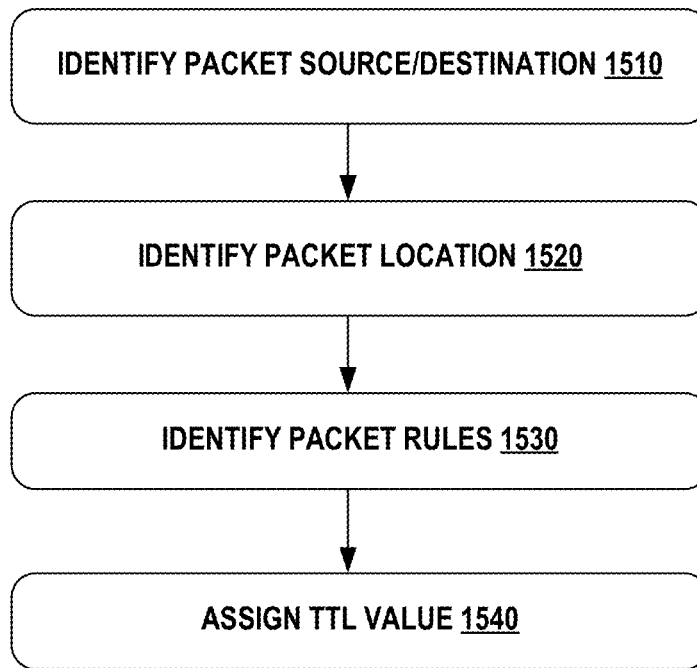 IDENTIFY PACKET SOURCE/DESTINATION 1510
IDENTIFY PACKET LOCATION 1520
IDENTIFY PACKET RULES 1530
ASSIGN TTL VALUE 1540